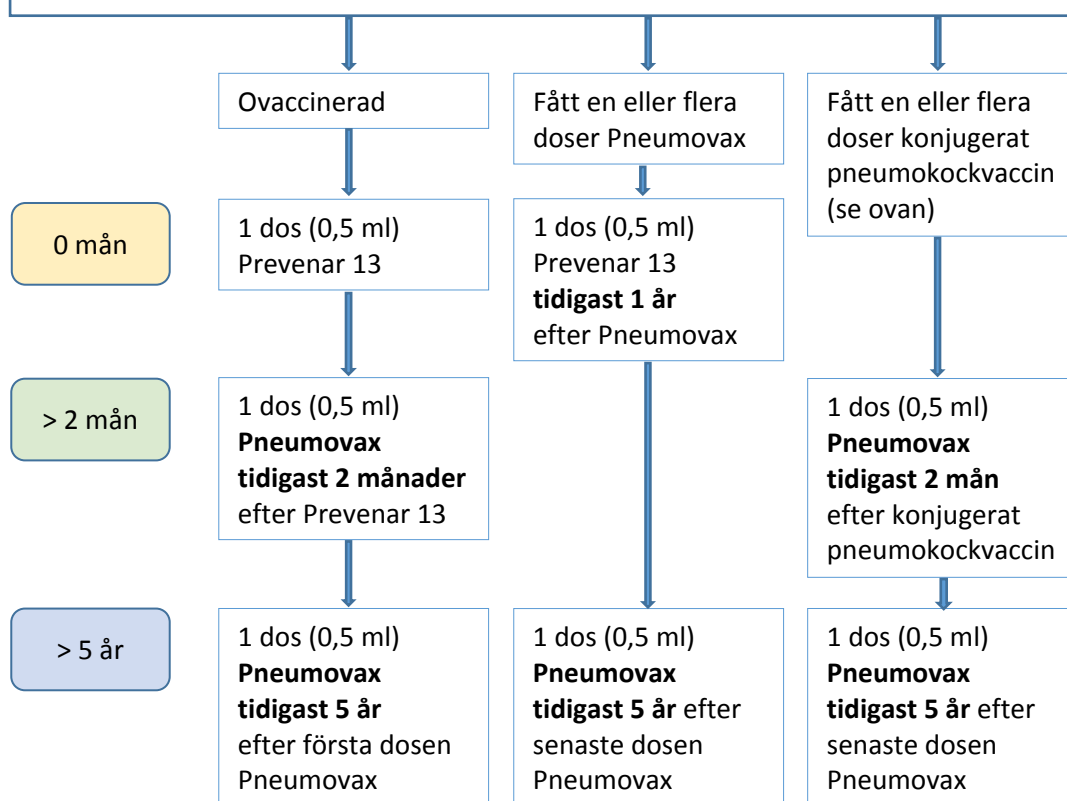 Ovaccinerad
Fått en eller flera
doser Pneumovax
Fått en eller flera
doser konjugerat
pneumokockvaccin
(se ovan)
0 mån
1 dos (0,5 ml)
Prevenar 13
1 dos (0,5 ml)
Prevenar 13
tidigast 1 år
efter Pneumovax
> 2 mån
1 dos (0,5 ml)
Pneumovax
tidigast 2 månader
efter Prevenar 13
1 dos (0,5 ml)
Pneumovax
tidigast 2 mån
efter konjugerat
pneumokockvaccin
> 5 år
1 dos (0,5 ml)
Pneumovax
tidigast 5 år
efter första dosen
Pneumovax
1 dos (0,5 ml)
Pneumovax
tidigast 5 år efter
senaste dosen
Pneumovax
1 dos (0,5 ml)
Pneumovax
tidigast 5 år efter
senaste dosen
Pneumovax